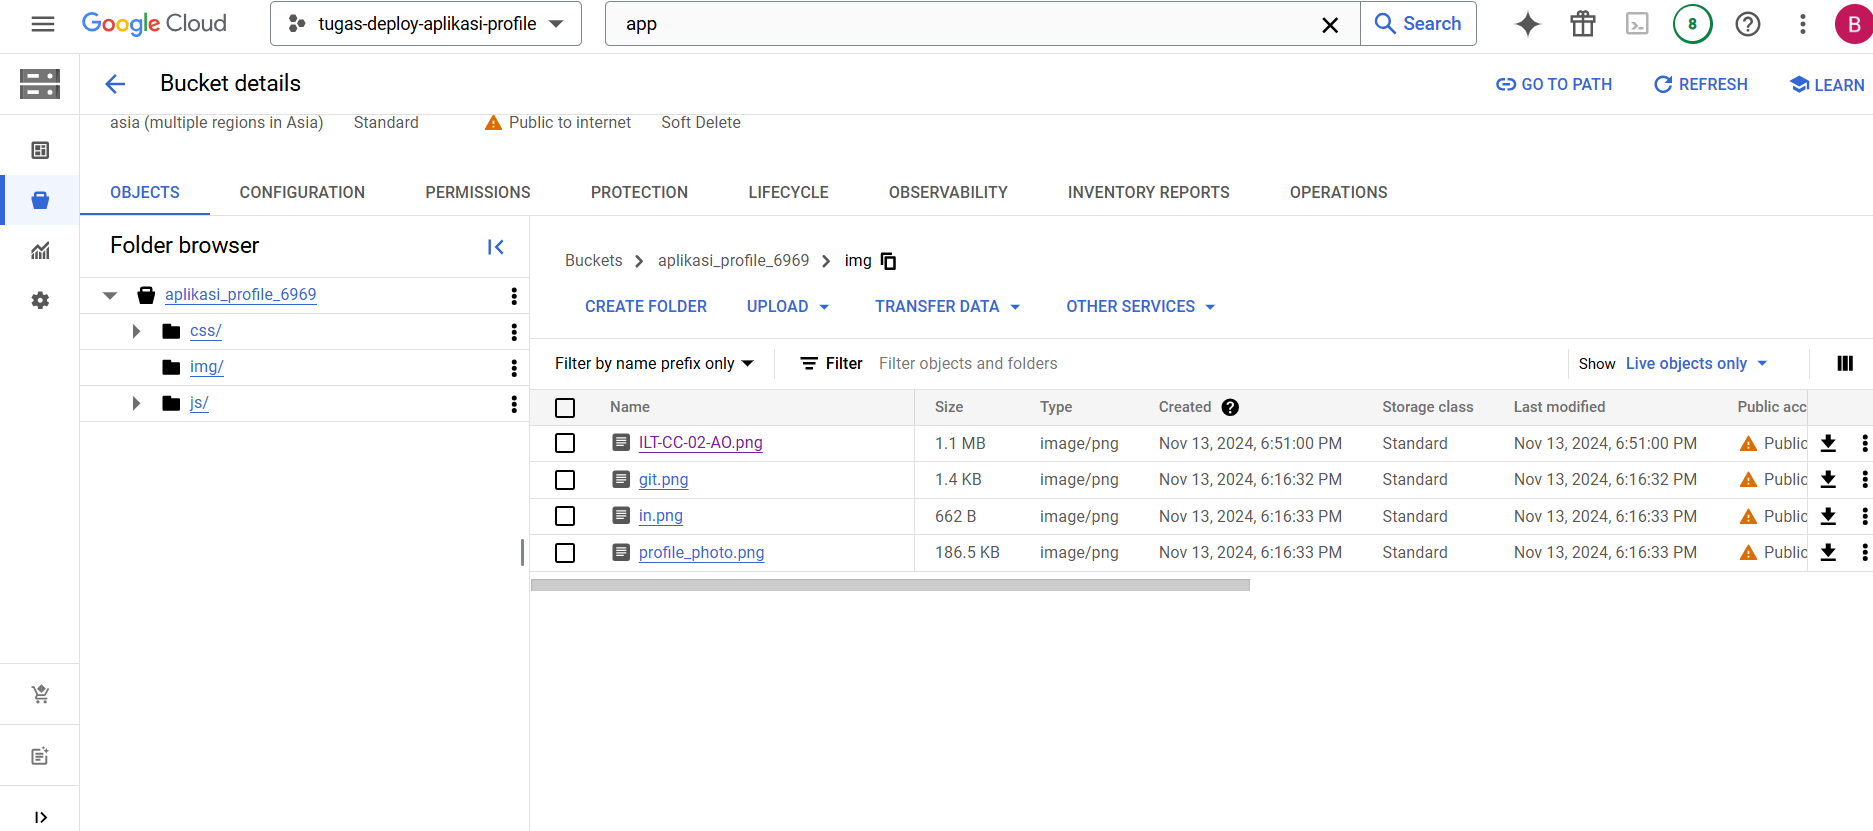 Google Cloud
tugas-deploy-aplikasi-profile
app
Search
8
B
Bucket details
GO TO PATH
REFRESH
LEARN
asia (multiple regions in Asia)
Standard
Public to internet
Soft Delete
OBJECTS
CONFIGURATION
PERMISSIONS
PROTECTION
LIFECYCLE
OBSERVABILITY
INVENTORY REPORTS
OPERATIONS
Folder browser
aplikasi_profile_6969
css/
img/
js/
Buckets
aplikasi_profile_6969
img
CREATE FOLDER
UPLOAD
TRANSFER DATA
OTHER SERVICES
Filter by name prefix only
Filter
Filter objects and folders
Show
Live objects only
Name Size Type Created Storage class Last modified Public acc
ILT-CC-02-AO.png 1.1 MB image/png Nov 13, 2024, 6:51:00 PM Standard Nov 13, 2024, 6:51:00 PM Public
git.png 1.4 KB image/png Nov 13, 2024, 6:16:32 PM Standard Nov 13, 2024, 6:16:32 PM Public
in.png 662 B image/png Nov 13, 2024, 6:16:33 PM Standard Nov 13, 2024, 6:16:33 PM Public
profile_photo.png 186.5 KB image/png Nov 13, 2024, 6:16:33 PM Standard Nov 13, 2024, 6:16:33 PM Public